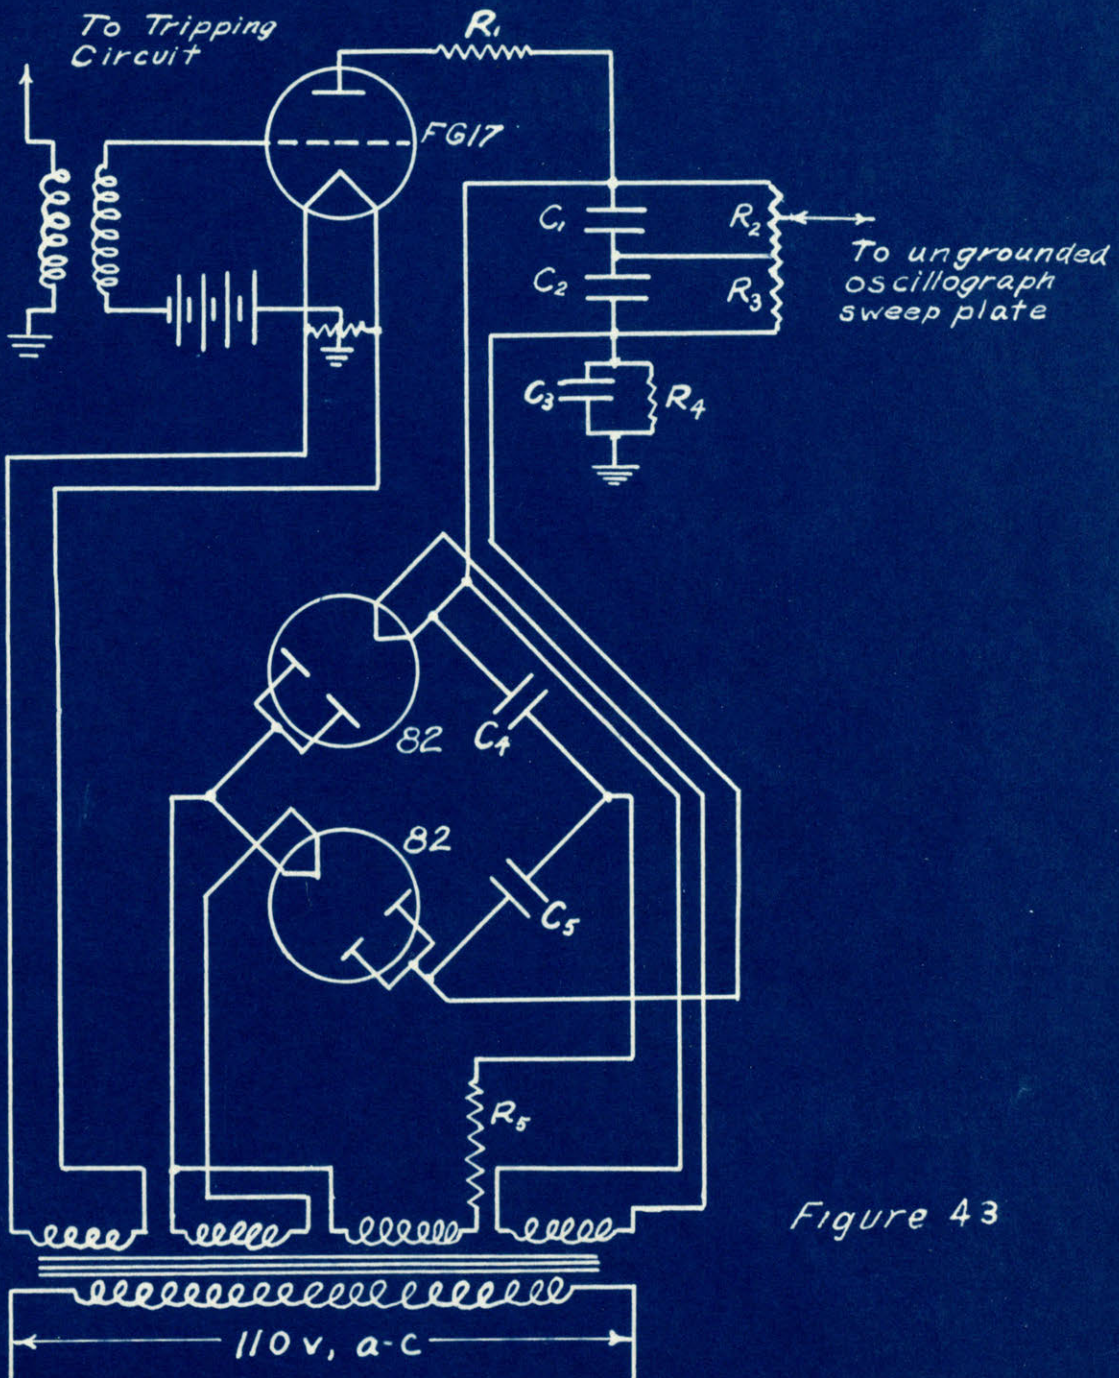 To Tripping
Circuit
R₁
FG17
C₁
R₂
To ungrounded
oscillograph
sweep plate
C₂
R₃
C₃
R₄
82
C₄
82
C₅
R₅
Figure 43
110 v, a-c